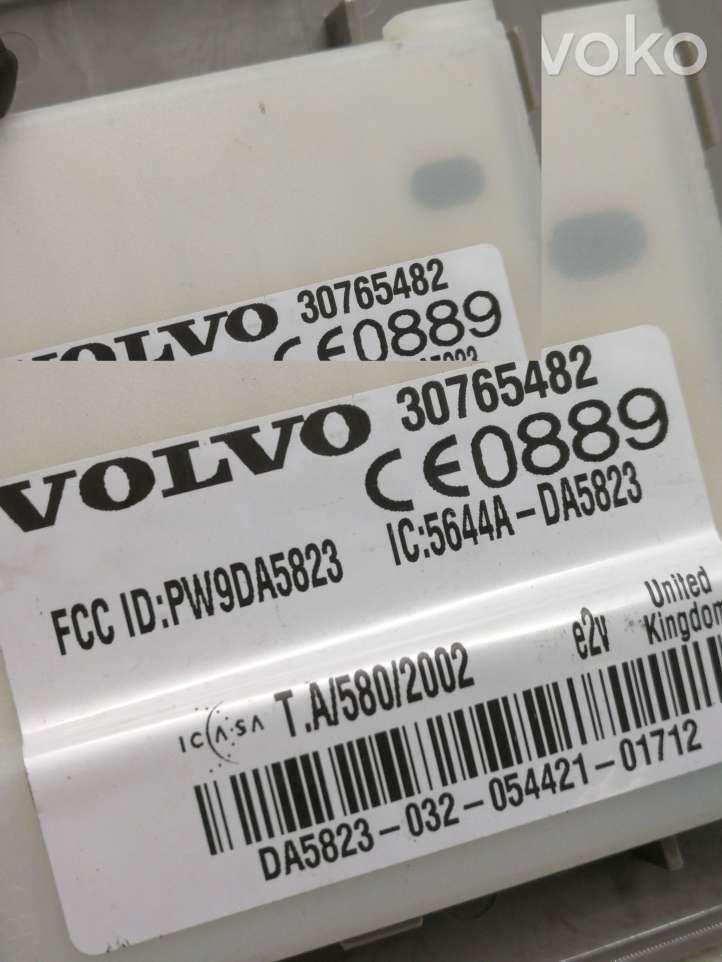 voko
VOLVO 30765482
CE0889
VOLVO 30765482
CE0889
FCC ID:PW9DA5823 IC:5644A-DA5823
ICASA T.A/580/2002 e2v United Kingdom
DA5823-032-054421-01712